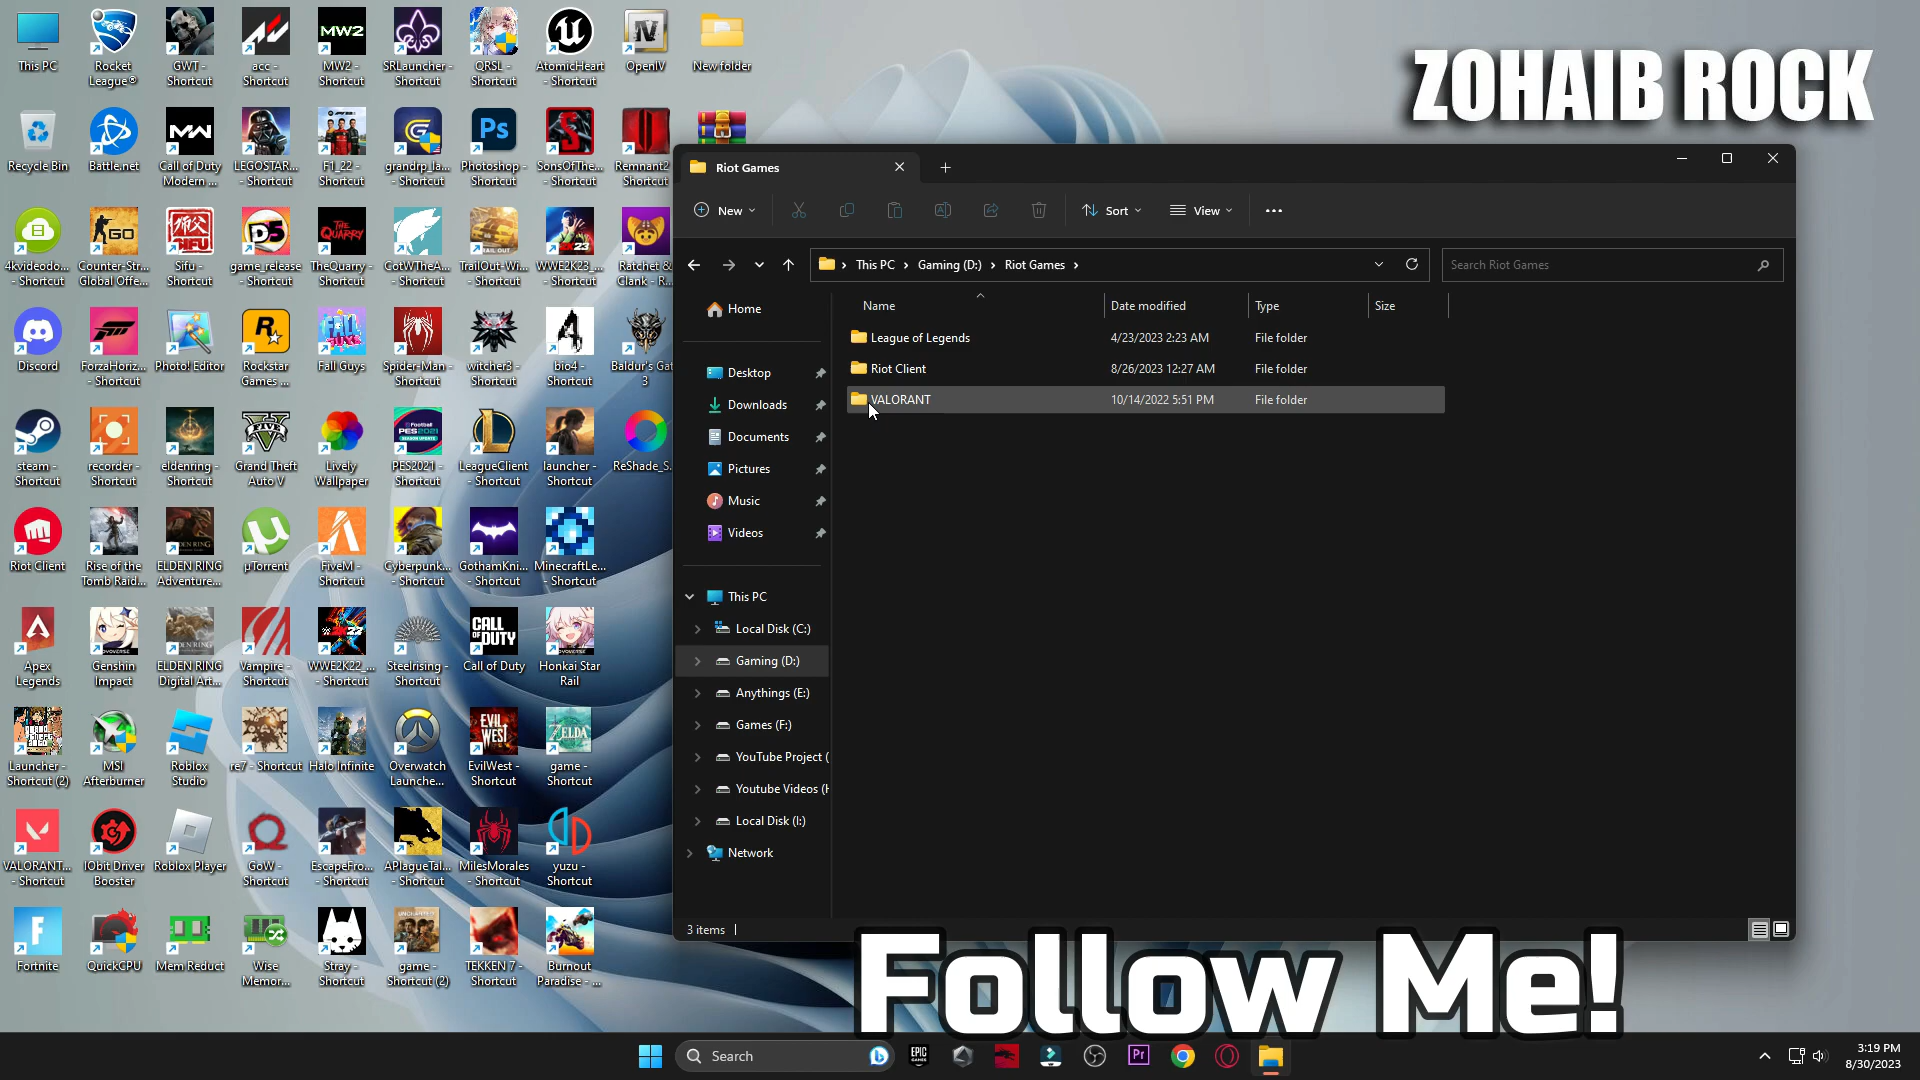 This PC
Rocket League®
GWT - Shortcut
acc - Shortcut
MW2 - Shortcut
SRLauncher - Shortcut
QRSL - Shortcut
AtomicHeart - Shortcut
OpenIV
New folder
ZOHAIB ROCK
Recycle Bin
Battle.net
Call of Duty Modern ...
LEGOSTAR... - Shortcut
F1_22 - Shortcut
grandrp_la... - Shortcut
Photoshop - Shortcut
SonsOfThe... - Shortcut
Remnant2 - Shortcut
4kvideodo... - Shortcut
Counter-Str... Global Offe...
Sifu - Shortcut
game_release - Shortcut
TheQuarry - Shortcut
CotWTheA... - Shortcut
TrailOut-Wi... - Shortcut
WWE2K23_... - Shortcut
Ratchet & Clank - R...
Discord
ForzaHoriz... - Shortcut
Photo! Editor
Rockstar Games ...
Fall Guys
Spider-Man - Shortcut
witcher3 - Shortcut
bio4 - Shortcut
Baldur's Gat 3
steam - Shortcut
recorder - Shortcut
eldenring - Shortcut
Grand Theft Auto V
Lively Wallpaper
PES2021 - Shortcut
LeagueClient - Shortcut
launcher - Shortcut
ReShade_S...
Riot Client
Rise of the Tomb Raid...
ELDEN RING Adventure...
µTorrent
FiveM - Shortcut
Cyberpunk... - Shortcut
GothamKni... - Shortcut
MinecraftLe... - Shortcut
Apex Legends
Genshin Impact
ELDEN RING Digital Art...
Vampire - Shortcut
WWE2K22_... - Shortcut
Steelrising - Shortcut
Call of Duty
Honkai Star Rail
Launcher - Shortcut (2)
MSI Afterburner
Roblox Studio
re7 - Shortcut
Halo Infinite
Overwatch Launche...
EvilWest - Shortcut
game - Shortcut
VALORANT... - Shortcut
IObit Driver Booster
Roblox Player
GoW - Shortcut
EscapeFro... - Shortcut
APlagueTal... - Shortcut
MilesMorales - Shortcut
yuzu - Shortcut
Fortnite
QuickCPU
Mem Reduct
Wise Memor...
Stray - Shortcut
game - Shortcut (2)
TEKKEN 7 - Shortcut
Burnout Paradise - ...
Riot Games
New
Sort
View
This PC > Gaming (D:) > Riot Games >
Search Riot Games
Name Date modified Type Size
League of Legends 4/23/2023 2:23 AM File folder
Riot Client 8/26/2023 12:27 AM File folder
VALORANT 10/14/2022 5:51 PM File folder
Home
Desktop
Downloads
Documents
Pictures
Music
Videos
This PC
Local Disk (C:)
Gaming (D:)
Anythings (E:)
Games (F:)
YouTube Project (
Youtube Videos (H
Local Disk (I:)
Network
3 items
Follow Me!
Search
3:19 PM
8/30/2023